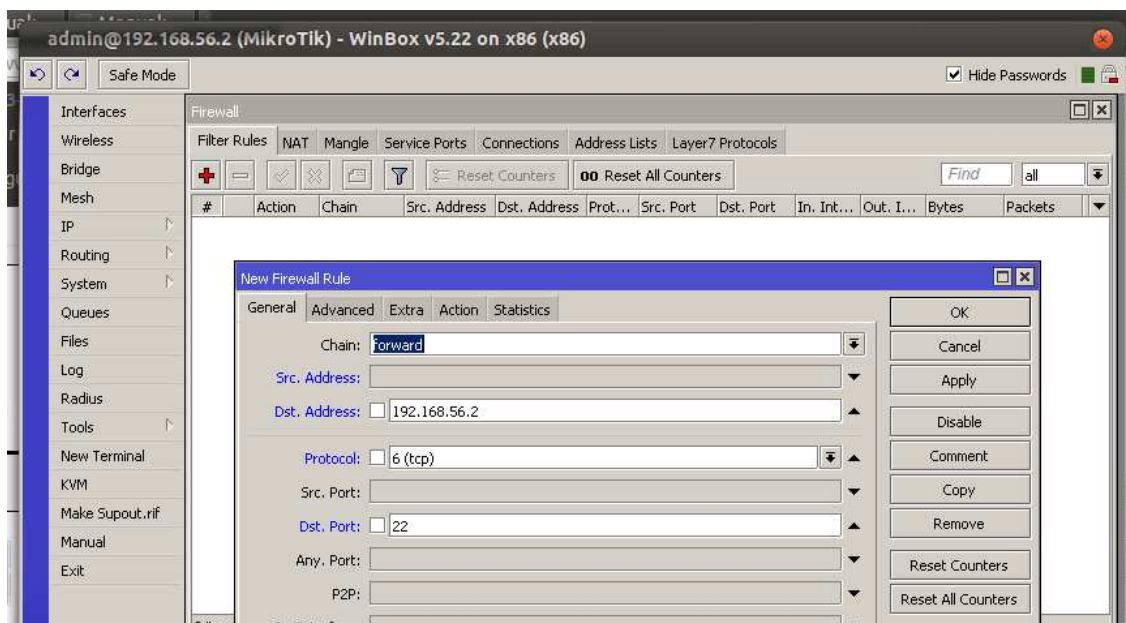 admin@192.168.56.2 (MikroTik) - WinBox v5.22 on x86 (x86)
Safe Mode
Hide Passwords
Interfaces
Wireless
Bridge
Mesh
IP
Routing
System
Queues
Files
Log
Radius
Tools
New Terminal
KVM
Make Supout.rif
Manual
Exit
Firewall
Filter Rules NAT Mangle Service Ports Connections Address Lists Layer7 Protocols
Reset Counters 00 Reset All Counters Find all
# Action Chain Src. Address Dst. Address Prot... Src. Port Dst. Port In. Int... Out. I... Bytes Packets
New Firewall Rule
General Advanced Extra Action Statistics
Chain: forward
Src. Address:
Dst. Address: 192.168.56.2
Protocol: 6 (tcp)
Src. Port:
Dst. Port: 22
Any. Port:
P2P:
OK
Cancel
Apply
Disable
Comment
Copy
Remove
Reset Counters
Reset All Counters